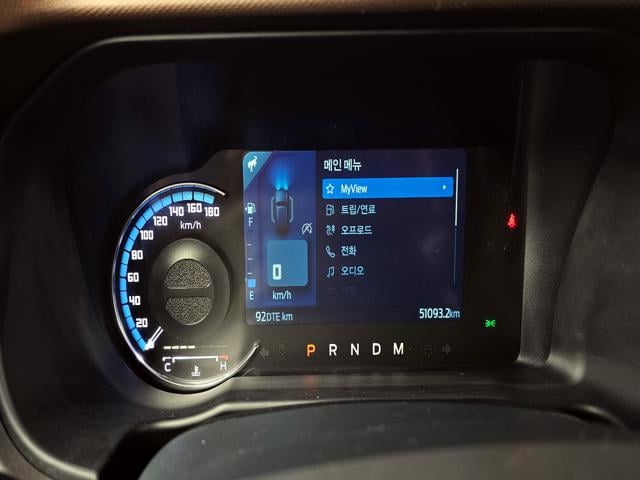 메인 메뉴
MyView
트립/연료
오프로드
전화
오디오
F
E
0
km/h
92DTE km
51093.2km
180
160
140
120
100
80
60
40
20
km/h
C H
P R N D M